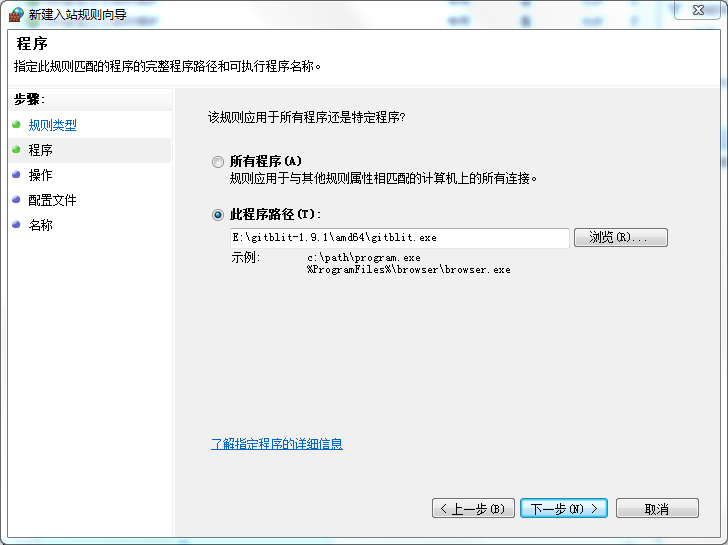 新建入站规则向导
程序
指定此规则匹配的程序的完整程序路径和可执行程序名称。
步骤:
规则类型
程序
操作
配置文件
名称
该规则应用于所有程序还是特定程序?
所有程序(A)
规则应用于与其他规则属性相匹配的计算机上的所有连接。
此程序路径(T):
E:\gitblit-1.9.1\amd64\gitblit.exe
浏览(R)...
示例:
c:\path\program.exe
%ProgramFiles%\browser\browser.exe
了解指定程序的详细信息
< 上一步(B)
下一步(N) >
取消